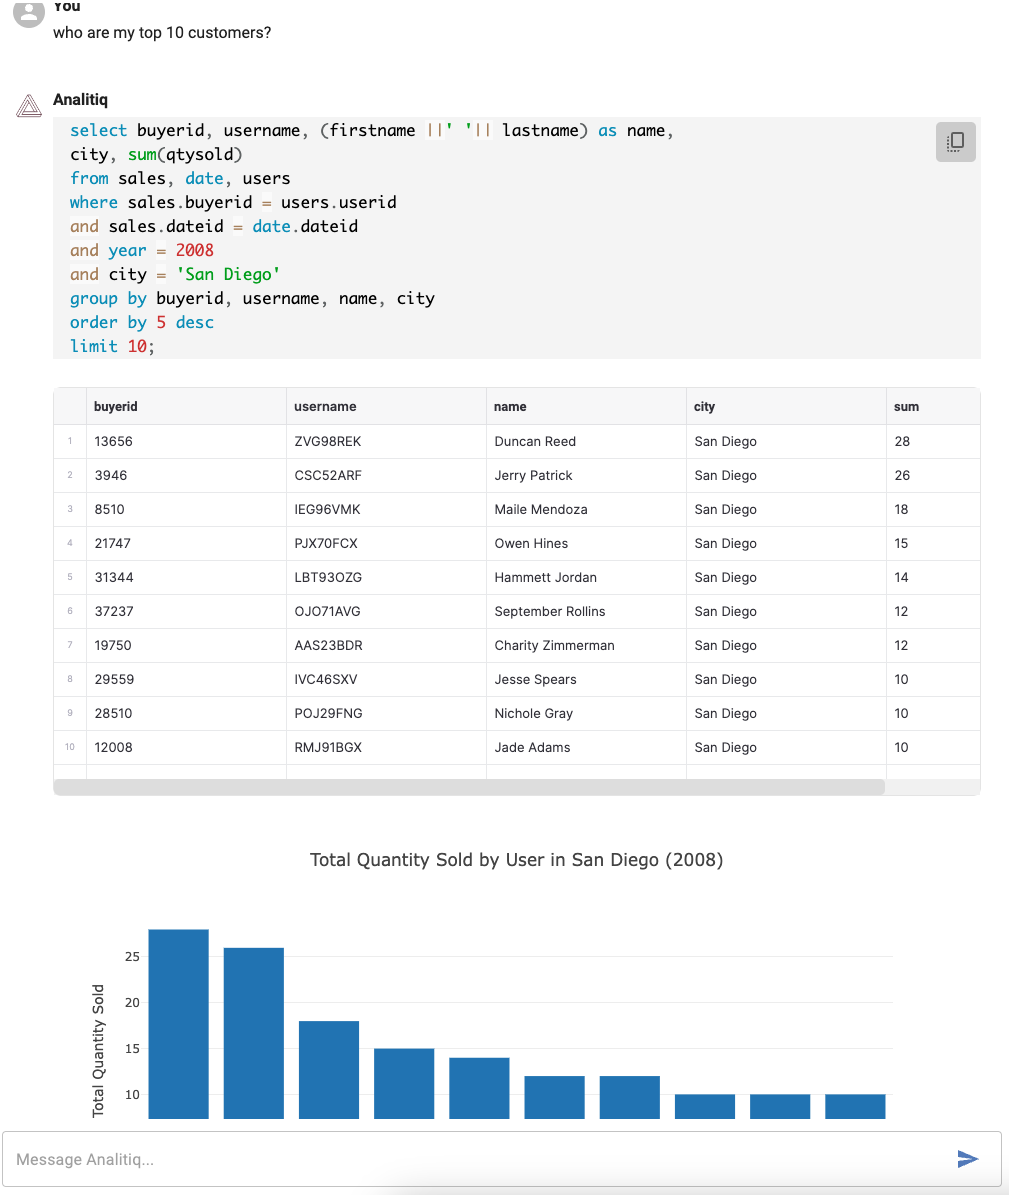 You
who are my top 10 customers?
Analitiq
select buyerid, username, (firstname ||' '|| lastname) as name,
city, sum(qtysold)
from sales, date, users
where sales.buyerid = users.userid
and sales.dateid = date.dateid
and year = 2008
and city = 'San Diego'
group by buyerid, username, name, city
order by 5 desc
limit 10;
buyerid username name city sum
1 13656 ZVG98REK Duncan Reed San Diego 28
2 3946 CSC52ARF Jerry Patrick San Diego 26
3 8510 IEG96VMK Maile Mendoza San Diego 18
4 21747 PJX70FCX Owen Hines San Diego 15
5 31344 LBT93OZG Hammett Jordan San Diego 14
6 37237 OJO71AVG September Rollins San Diego 12
7 19750 AAS23BDR Charity Zimmerman San Diego 12
8 29559 IVC46SXV Jesse Spears San Diego 10
9 28510 POJ29FNG Nichole Gray San Diego 10
10 12008 RMJ91BGX Jade Adams San Diego 10
Total Quantity Sold by User in San Diego (2008)
25
20
15
10
Total Quantity Sold
Message Analitiq...